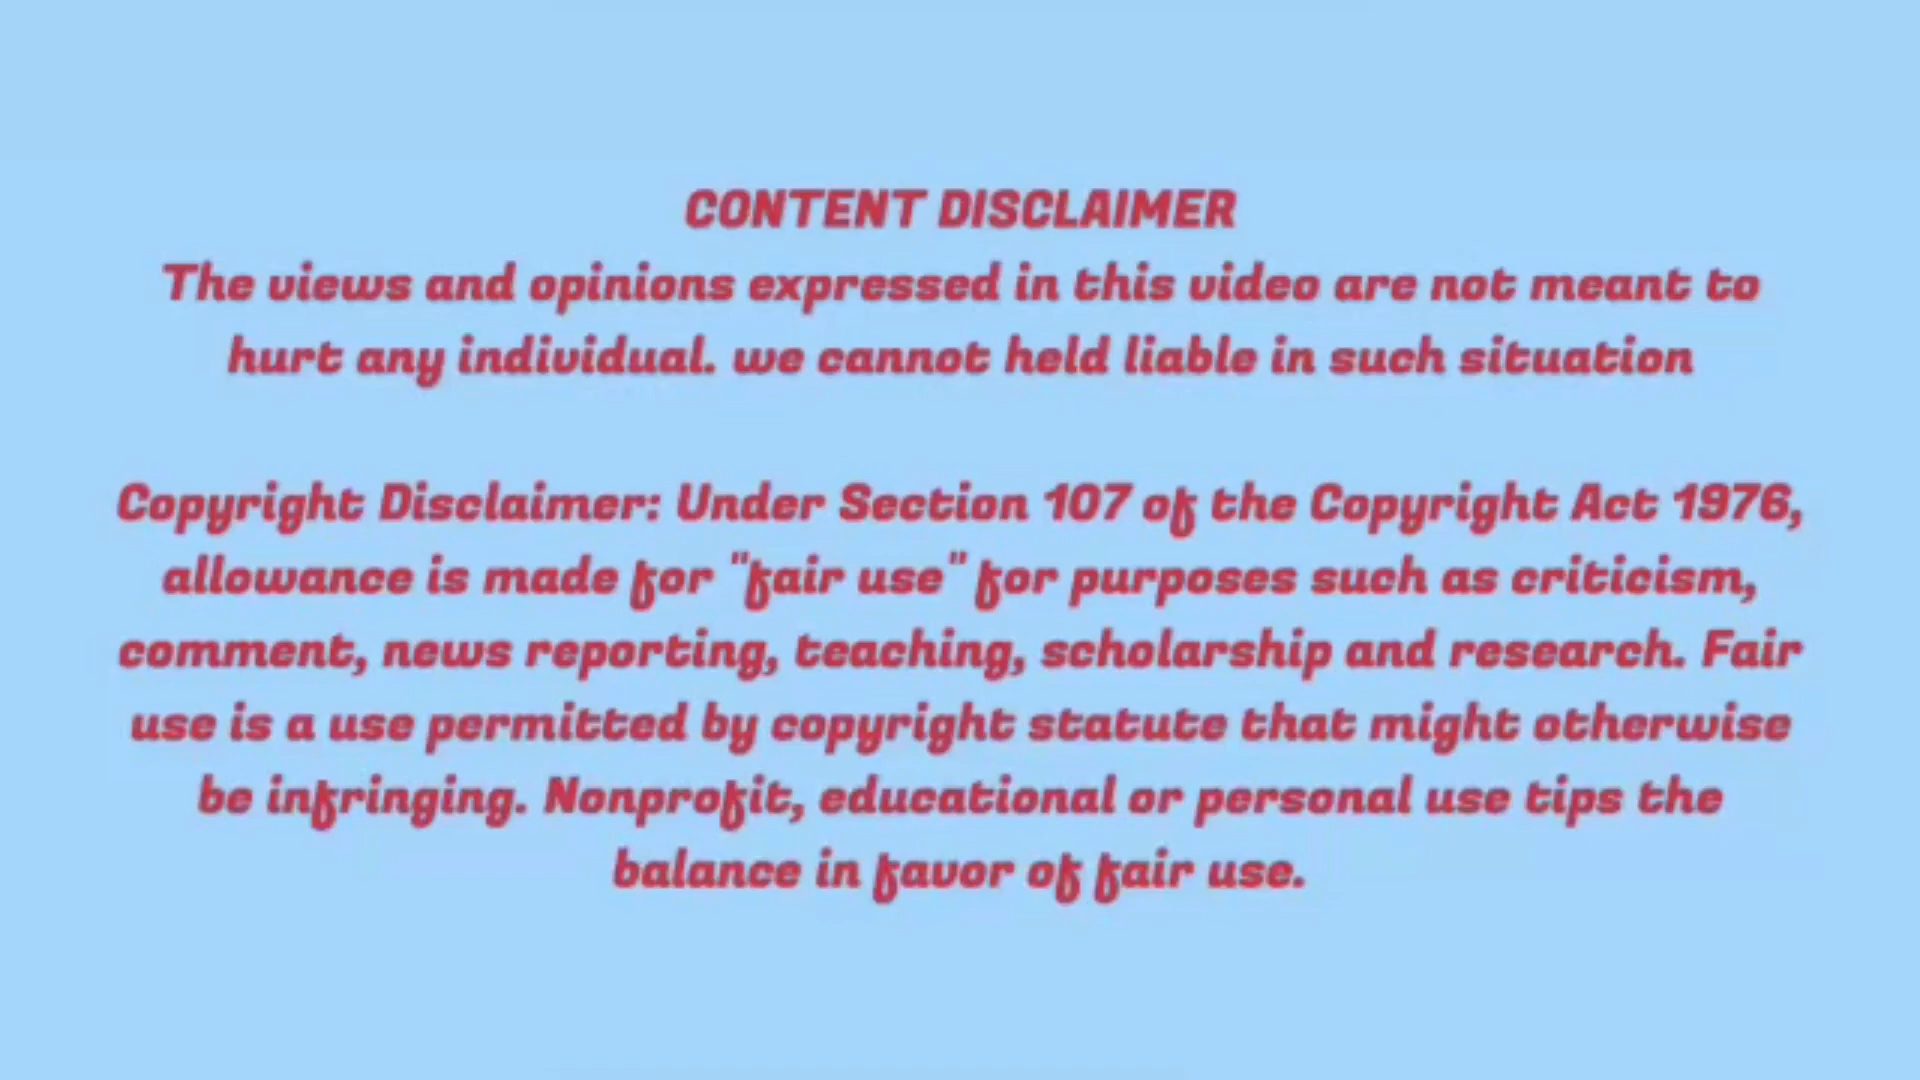 CONTENT DISCLAIMER
The views and opinions expressed in this video are not meant to
hurt any individual. we cannot held liable in such situation
Copyright Disclaimer: Under Section 107 of the Copyright Act 1976,
allowance is made for "fair use" for purposes such as criticism,
comment, news reporting, teaching, scholarship and research. Fair
use is a use permitted by copyright statute that might otherwise
be infringing. Nonprofit, educational or personal use tips the
balance in favor of fair use.